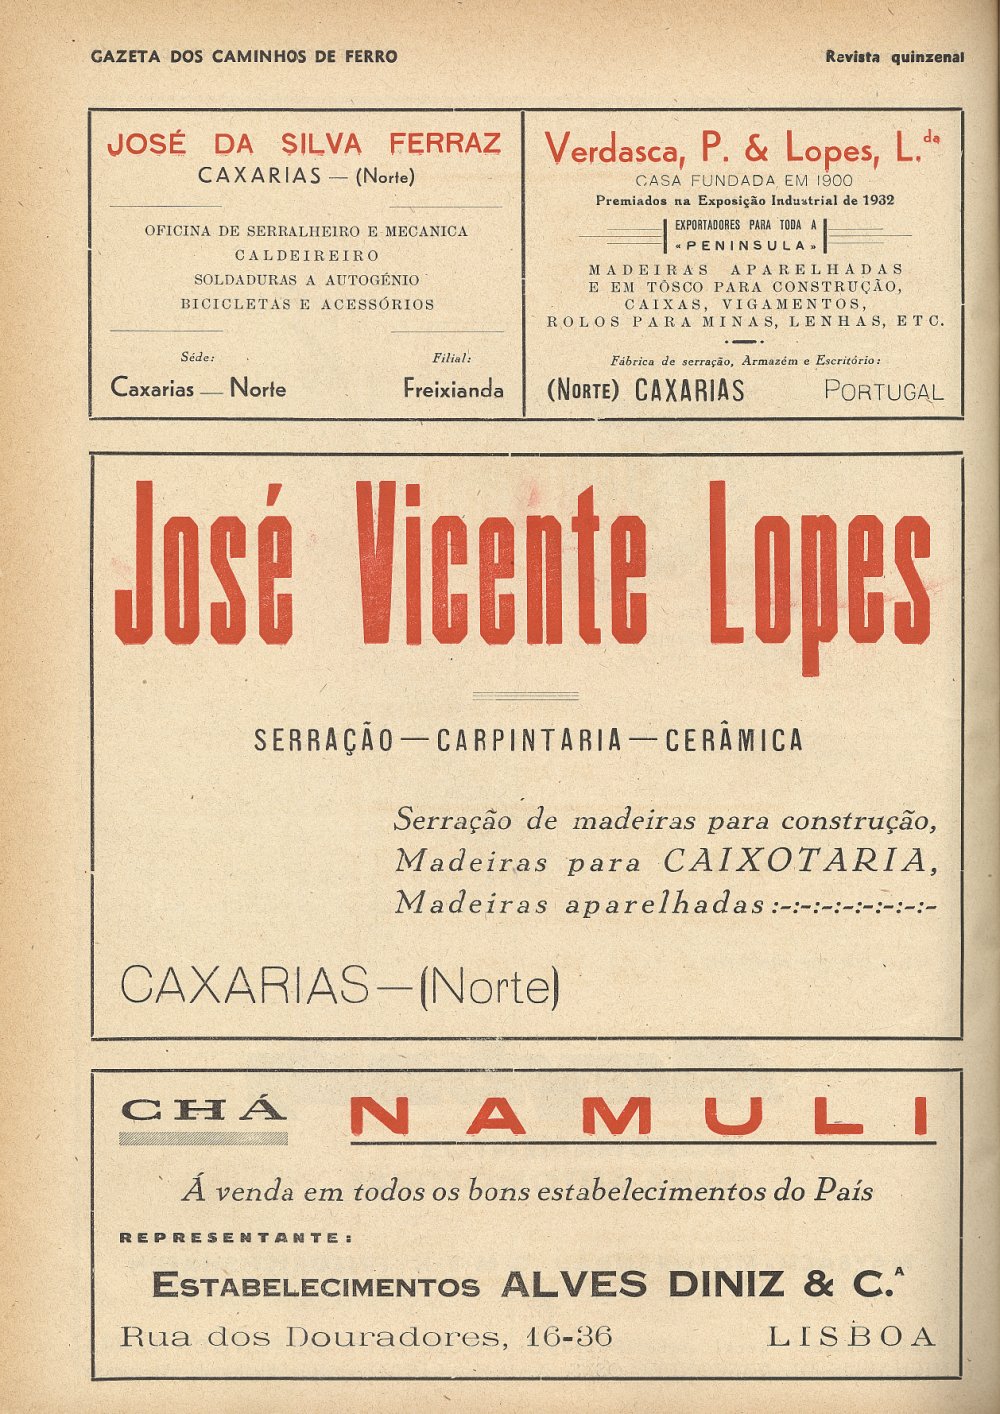 GAZETA DOS CAMINHOS DE FERRO
Revista quinzenal
JOSÉ DA SILVA FERRAZ
CAXARIAS — (Norte)
OFICINA DE SERRALHEIRO E MECANICA
CALDEIREIRO
SOLDADURAS A AUTOGÉNIO
BICICLETAS E ACESSÓRIOS
Séde:
Filial:
Caxarias — Norte
Freixianda
Verdasca, P. & Lopes, L.da
CASA FUNDADA EM 1900
Premiados na Exposição Industrial de 1932
EXPORTADORES PARA TODA A
«PENINSULA»
MADEIRAS APARELHADAS
E EM TÔSCO PARA CONSTRUÇÃO,
CAIXAS, VIGAMENTOS,
ROLOS PARA MINAS, LENHAS, ETC.
Fábrica de serração, Armazém e Escritório:
(NORTE) CAXARIAS
PORTUGAL
José Vicente Lopes
SERRAÇÃO — CARPINTARIA — CERÂMICA
Serração de madeiras para construção,
Madeiras para CAIXOTARIA,
Madeiras aparelhadas :-:-:-:-:-:-:-:-
CAXARIAS — (Norte)
CHÁ NAMULI
Á venda em todos os bons estabelecimentos do País
REPRESENTANTE:
ESTABELECIMENTOS ALVES DINIZ & C.A
Rua dos Douradores, 16-36
LISBOA